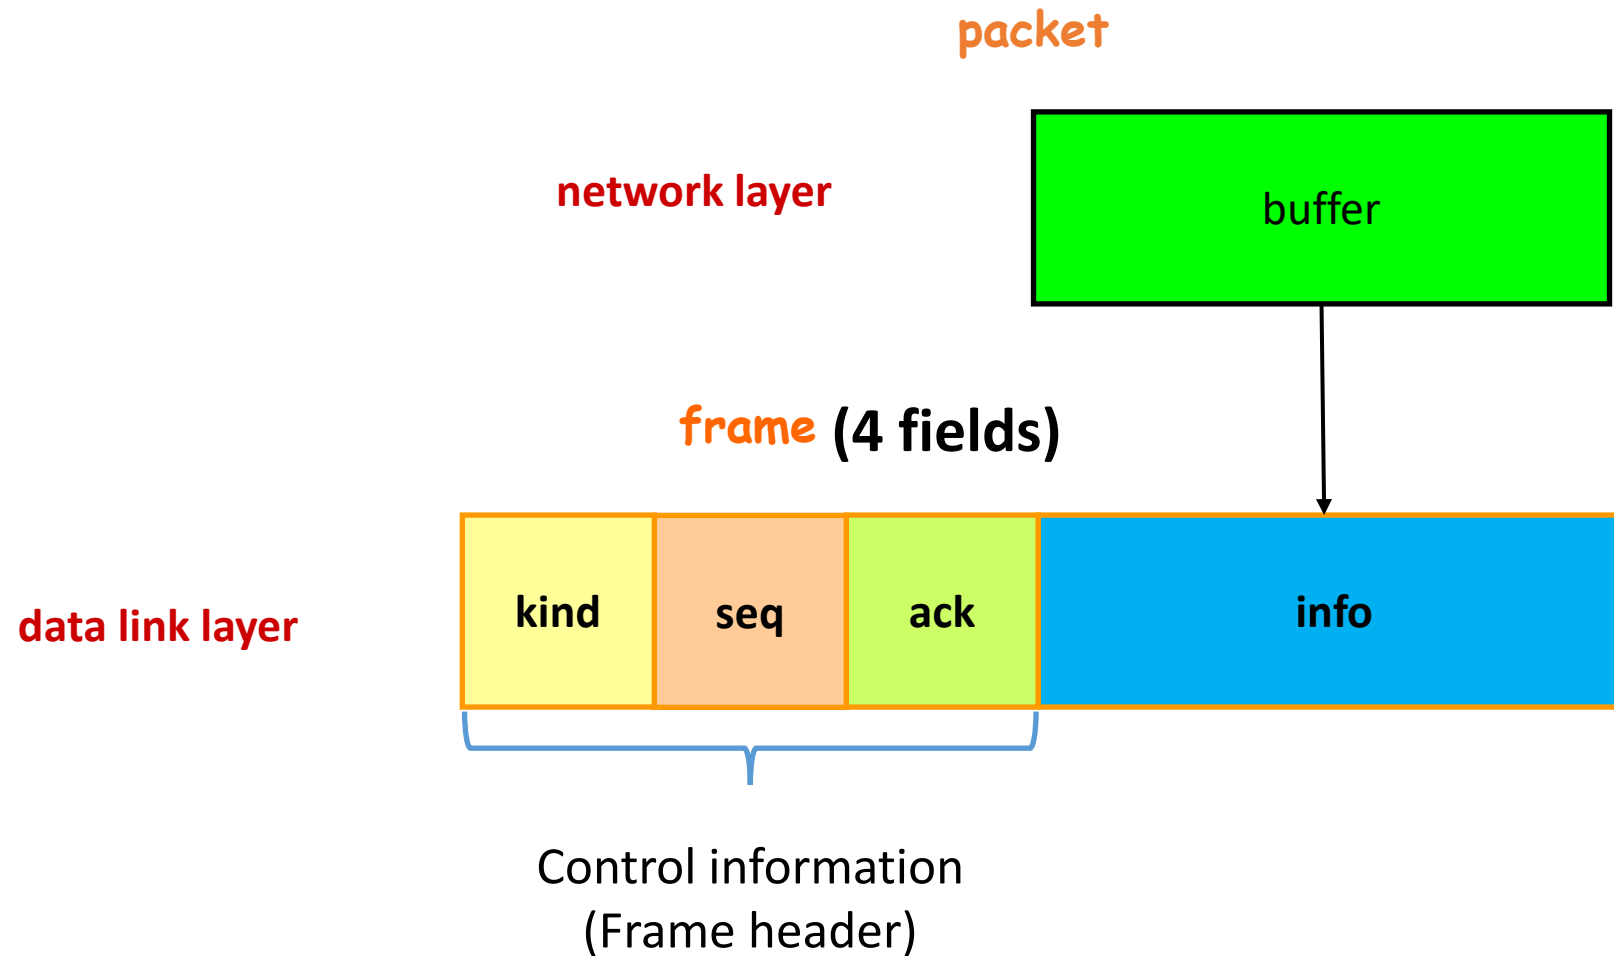 packet
network layer
buffer
frame (4 fields)
data link layer
kind
seq
ack
info
Control information
(Frame header)